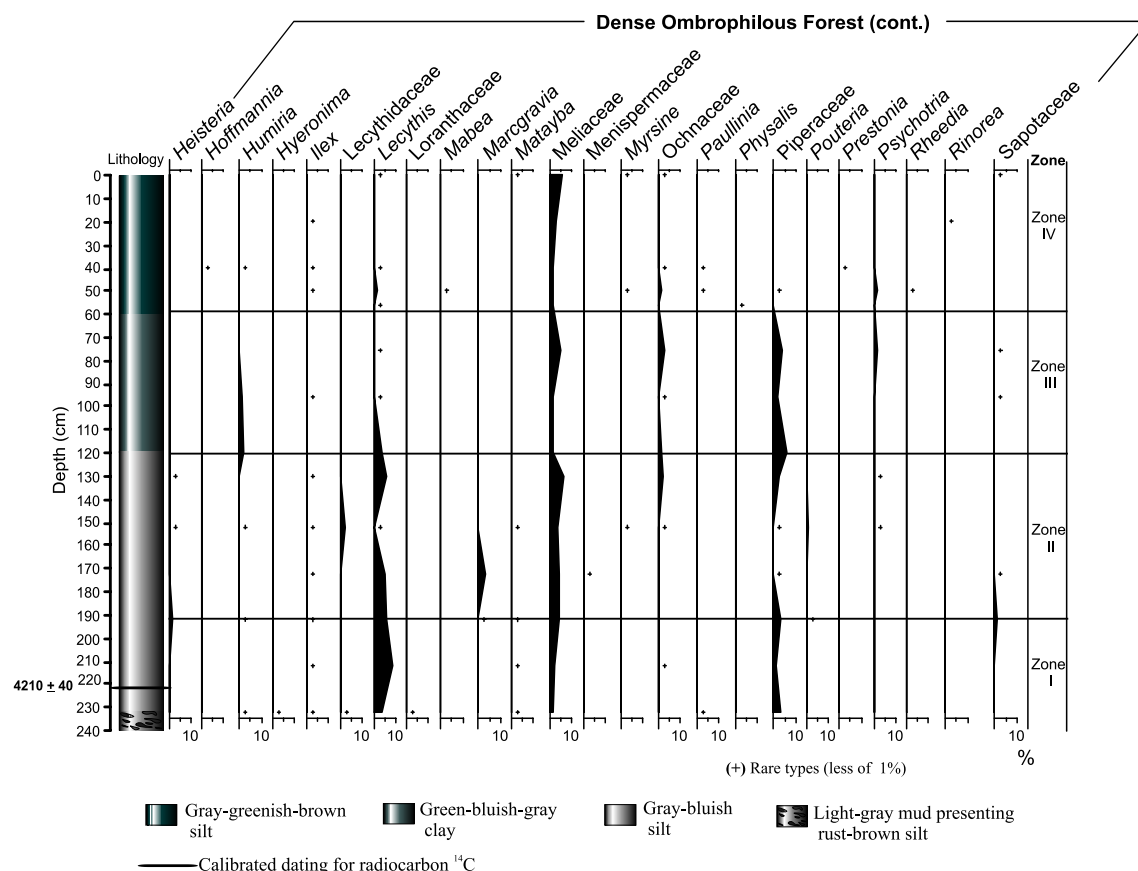 Dense Ombrophilous Forest (cont.)
Lithology
Heisteria
Hoffmannia
Humiria
Hyeronima
Ilex
Lecythidaceae
Lecythis
Loranthaceae
Mabea
Marcgravia
Matayba
Meliaceae
Menispermaceae
Myrsine
Ochnaceae
Paullinia
Physalis
Piperaceae
Pouteria
Prestonia
Psychotria
Rheedia
Rinorea
Sapotaceae
Zone
Depth (cm)
0
10
20
30
40
50
60
70
80
90
100
110
120
130
140
150
160
170
180
190
200
210
220
230
240
4210 ± 40
Zone
IV
Zone
III
Zone
II
Zone
I
10 10 10 10 10 10 10 10 10 10 10 10
%
(+) Rare types (less of 1%)
Gray-greenish-brown
silt
Green-bluish-gray
clay
Gray-bluish
silt
Light-gray mud presenting
rust-brown silt
Calibrated dating for radiocarbon ¹⁴C